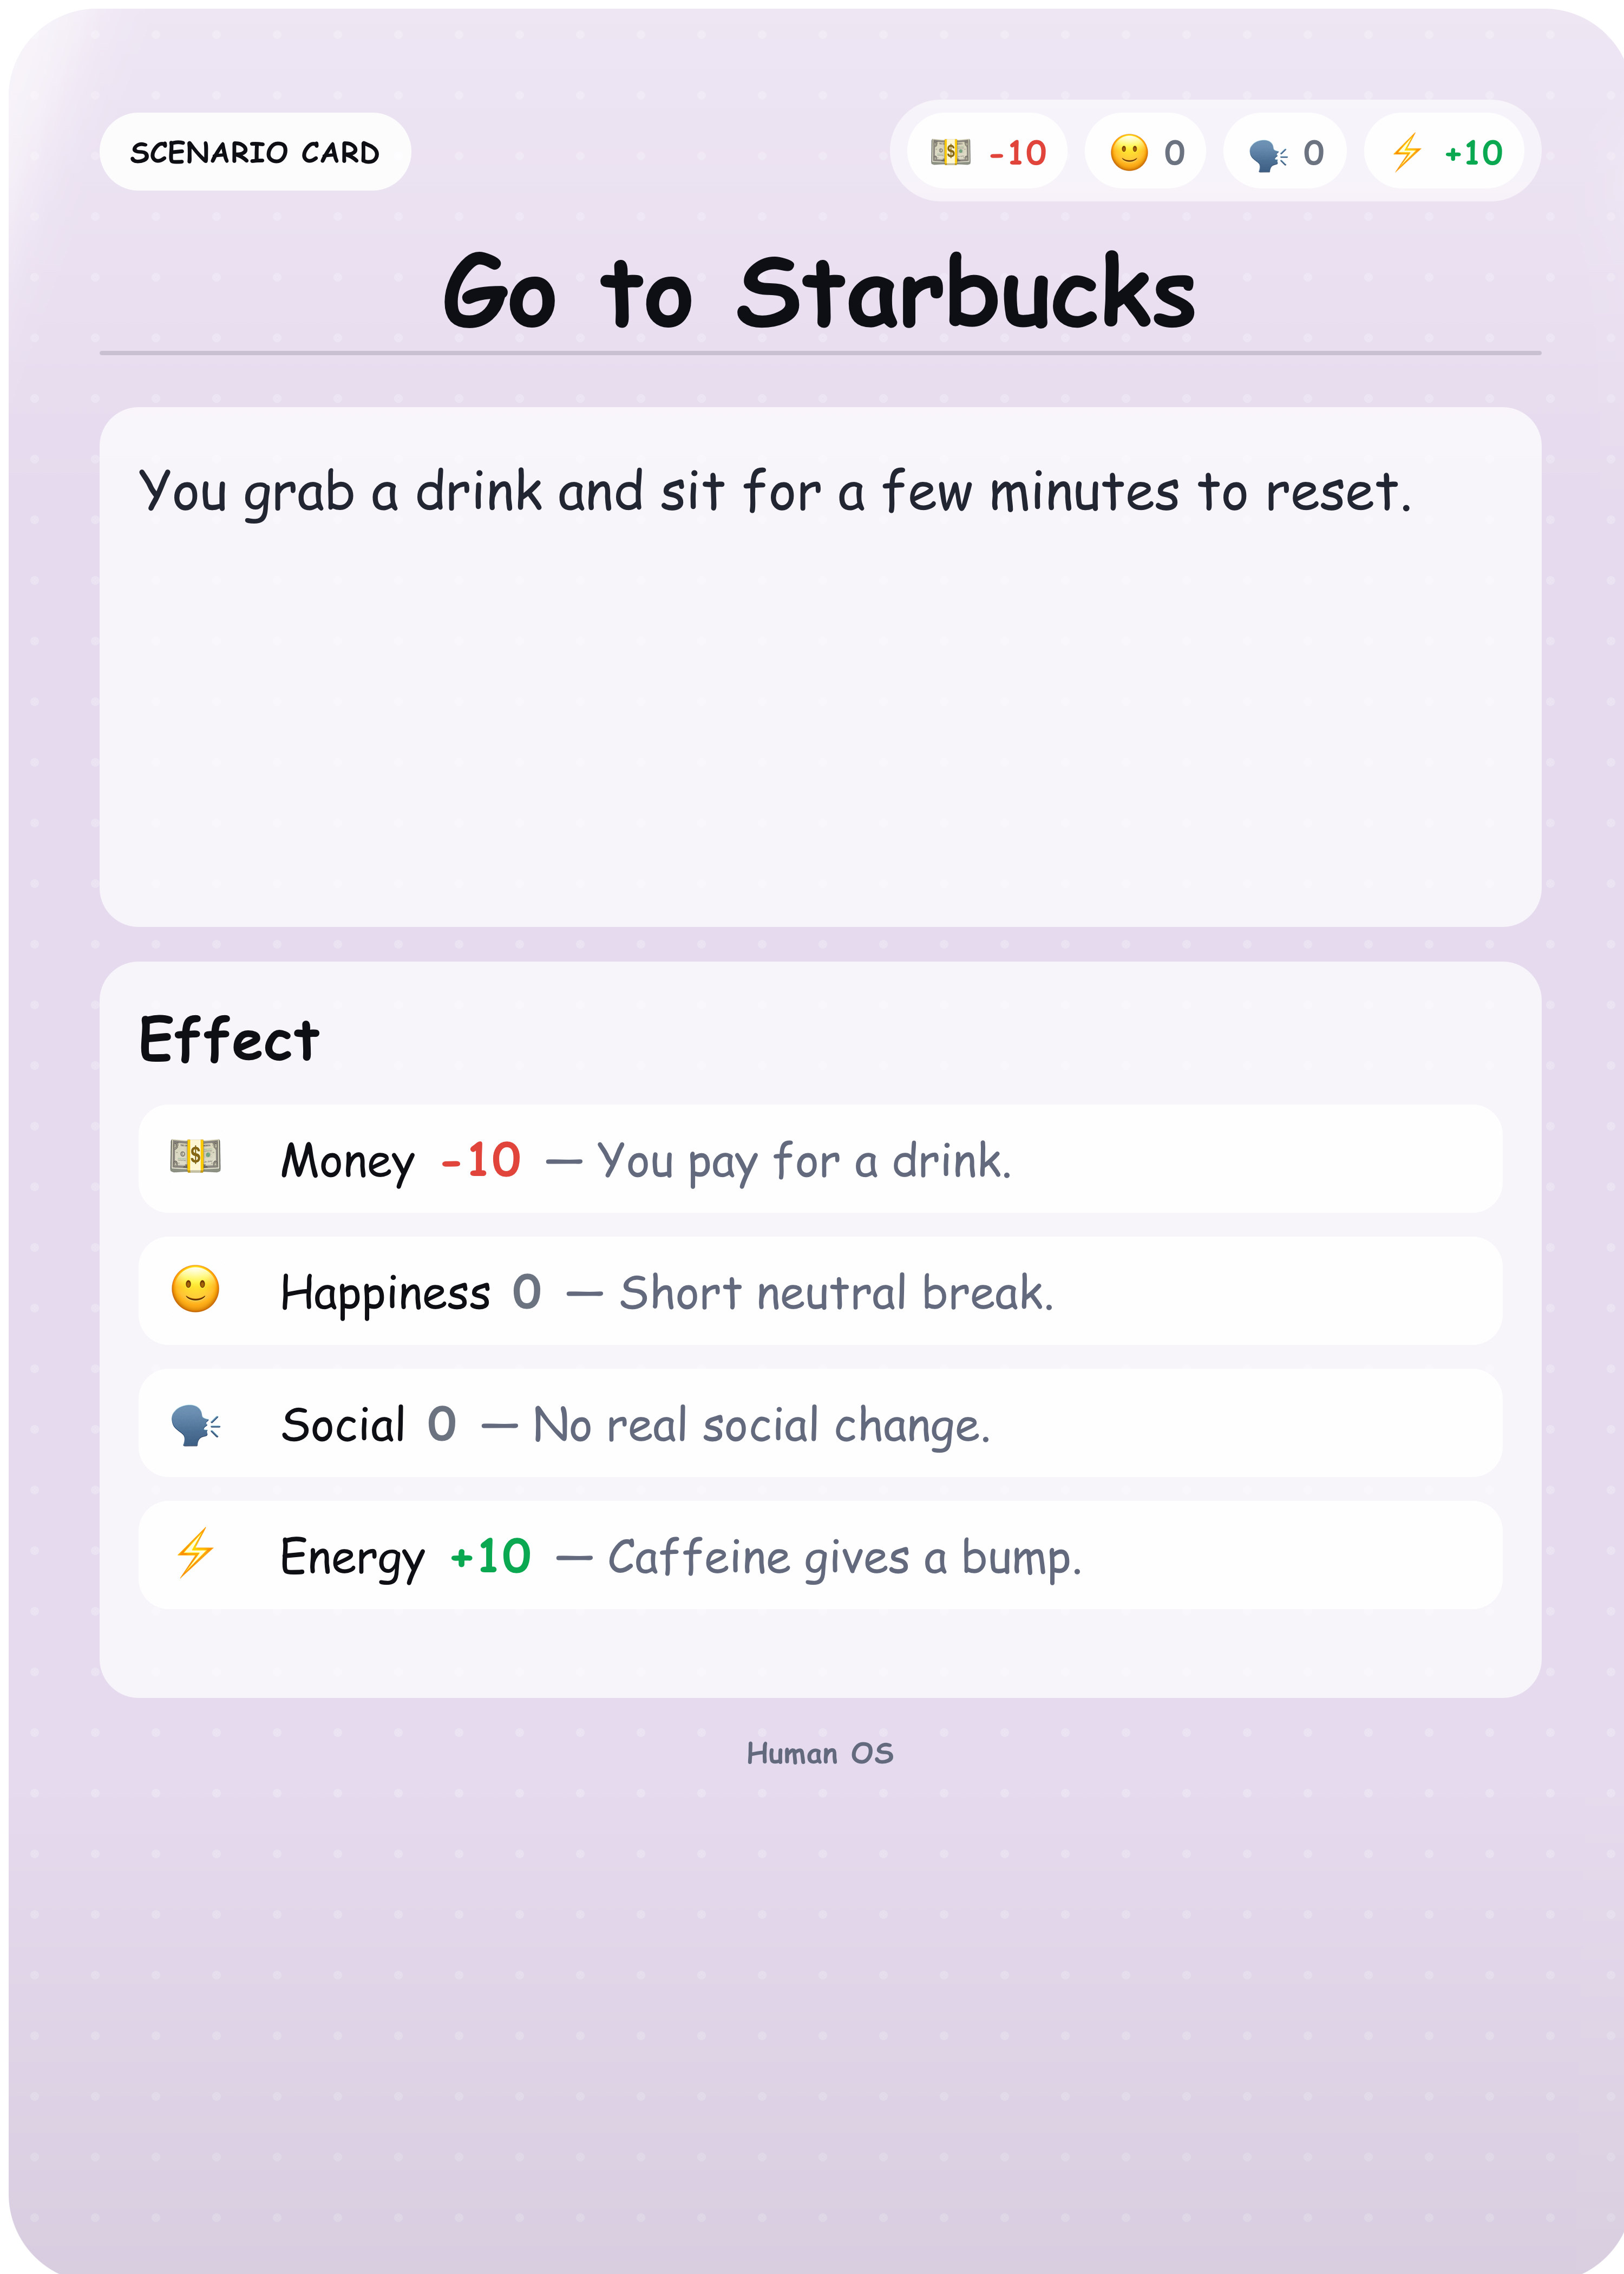 SCENARIO CARD
💵 -10 🙂 0 🗣️ 0 ⚡ +10
Go to Starbucks
You grab a drink and sit for a few minutes to reset.
Effect
💵 Money -10 — You pay for a drink.
🙂 Happiness 0 — Short neutral break.
🗣️ Social 0 — No real social change.
⚡ Energy +10 — Caffeine gives a bump.
Human OS